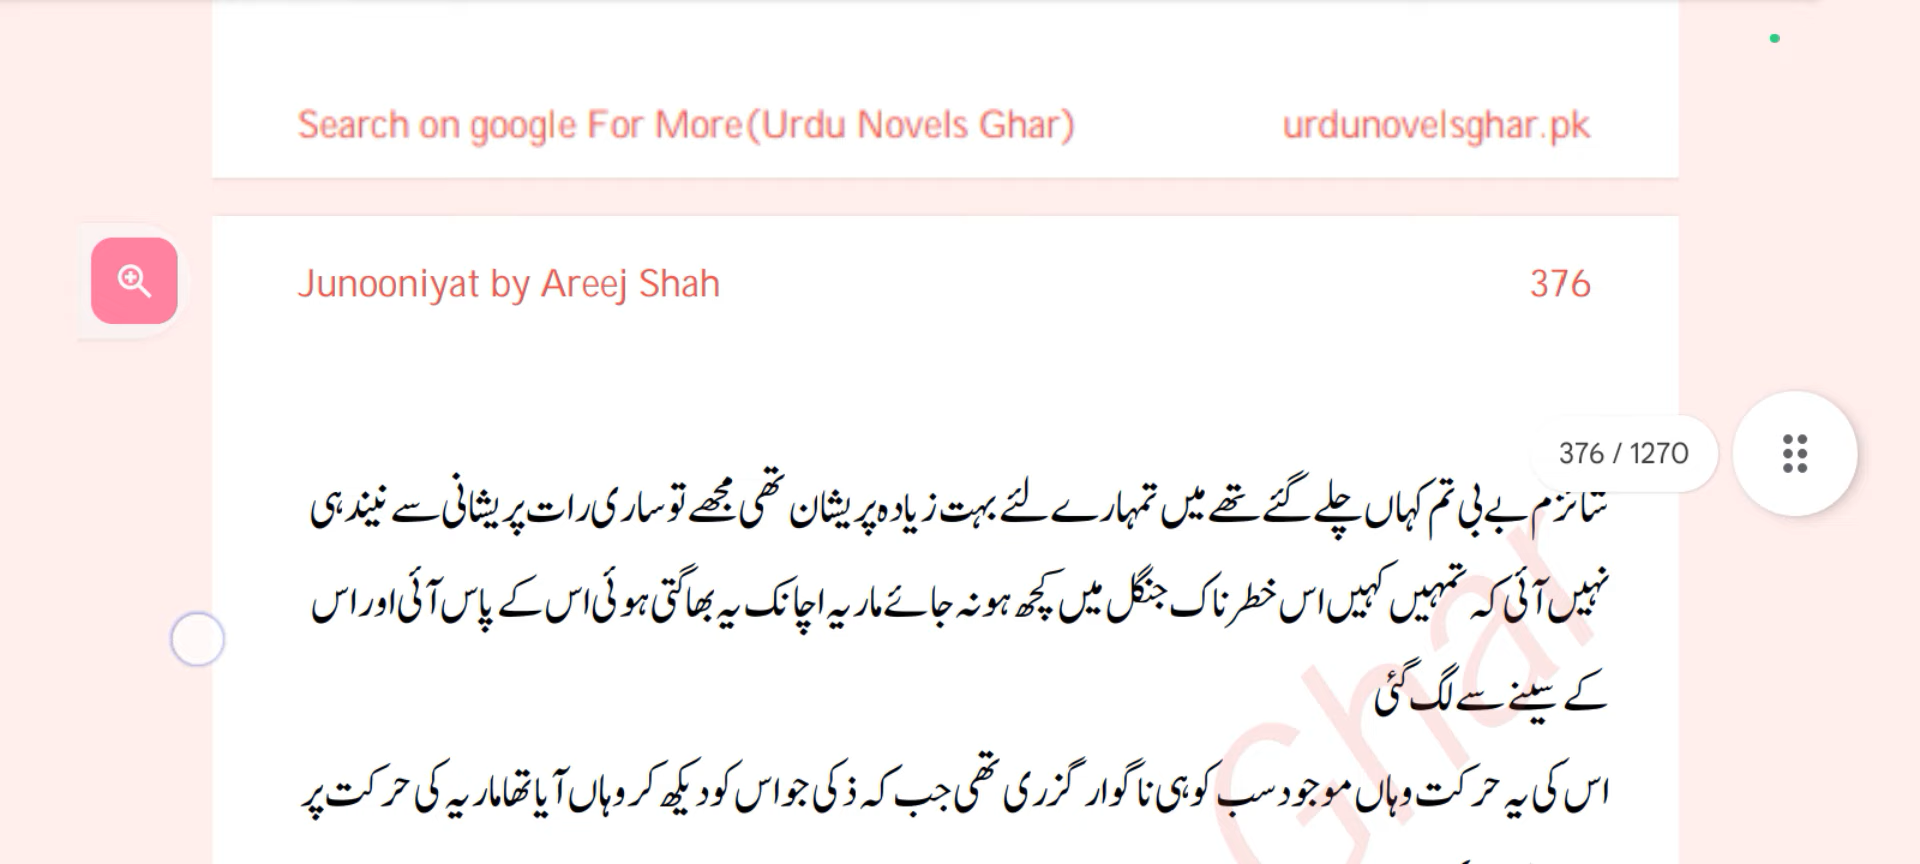 Search on google For More(Urdu Novels Ghar) urdunovelsghar.pk
Junooniyat by Areej Shah 376
376 / 1270
شائزم بےبی تم کہاں چلے گئے تھے میں تمہارے لئے بہت زیادہ پریشان تھی مجھے تو ساری رات پریشانی سے نیند ہی
نہیں آئی کہ تمہیں کہیں اس خطرناک جنگل میں کچھ ہو نہ جائے ماریہ اچانک یہ بھاگتی ہوئی اس کے پاس آئی اور اس
کے سینے سے لگ گئی
اس کی یہ حرکت وہاں موجود سب کو ہی ناگوار گزری تھی جب کہ ذکی جو اس کو دیکھ کر وہاں آیا تھا ماریہ کی حرکت پر
Ghar